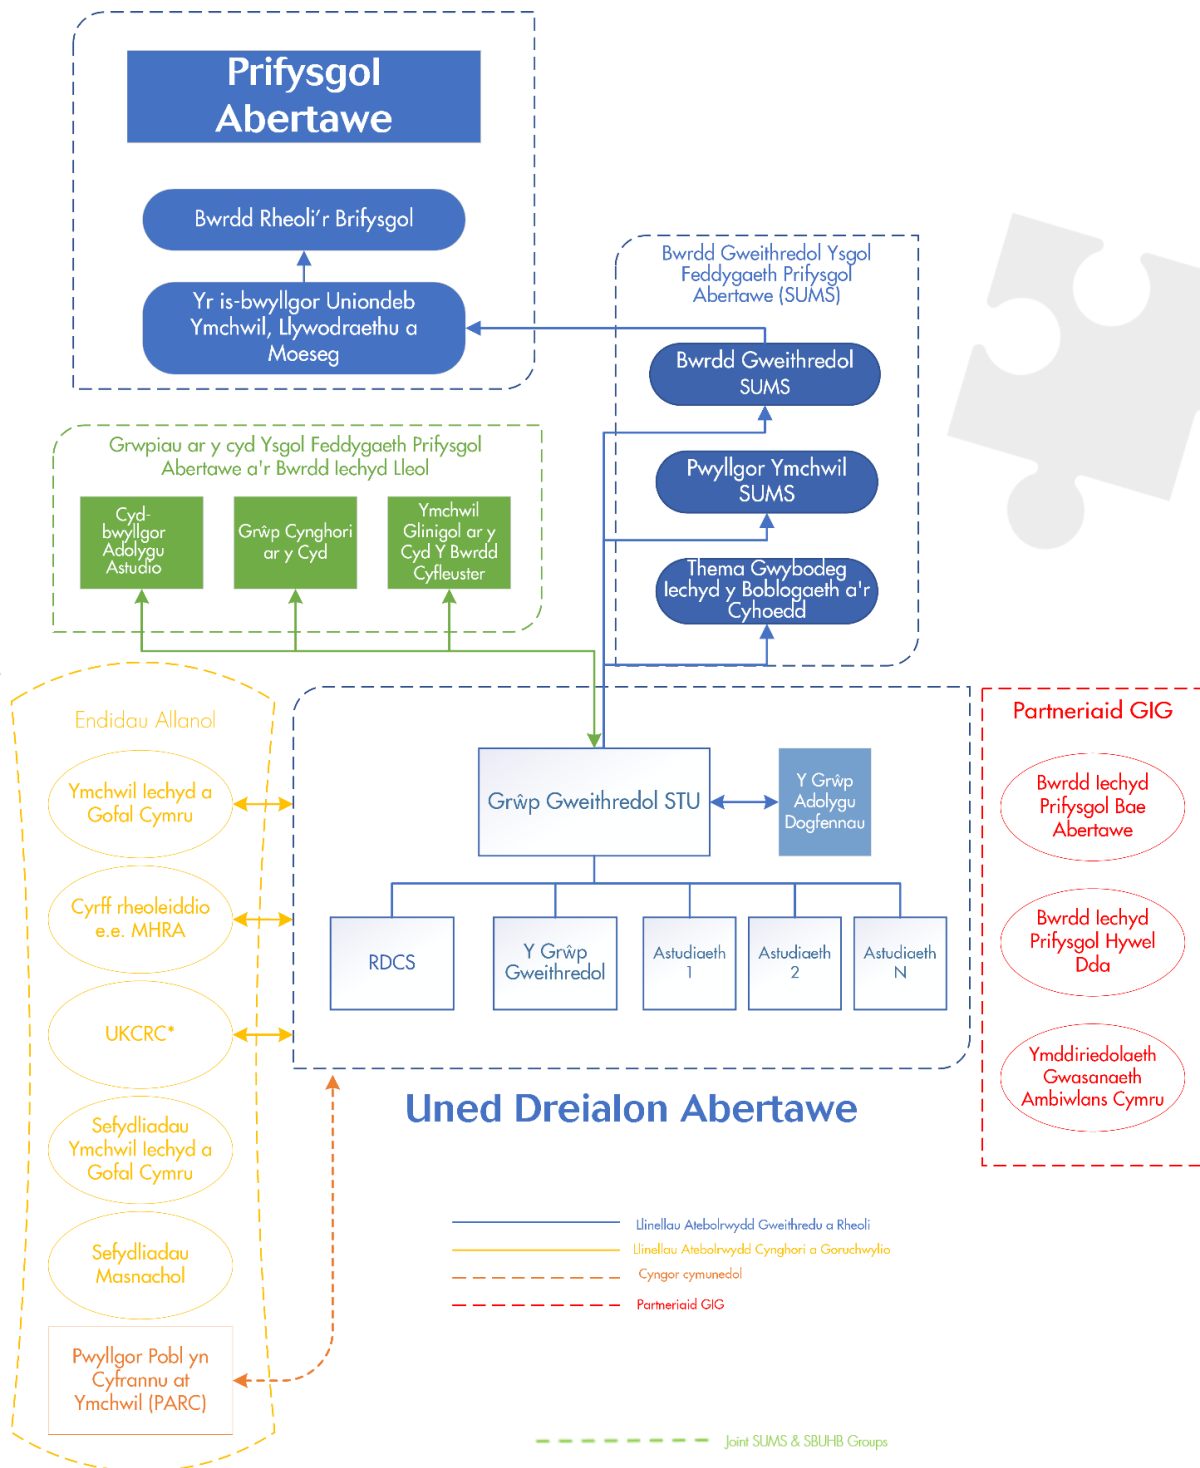 Prifysgol
Abertawe
Bwrdd Rheoli'r Brifysgol
Yr is-bwyllgor Uniondeb
Ymchwil, Llywodraethu a
Moeseg
Bwrdd Gweithredol Ysgol
Feddygaeth Prifysgol
Abertawe (SUMS)
Bwrdd Gweithredol
SUMS
Pwyllgor Ymchwil
SUMS
Thema Gwybodeg
Iechyd y Boblogaeth a'r
Cyhoedd
Grwpiau ar y cyd Ysgol Feddygaeth Prifysgol
Abertawe a'r Bwrdd Iechyd Lleol
Cyd-
bwyllgor
Adolygu
Astudio
Grŵp Cynghori
ar y Cyd
Ymchwil
Glinigol ar y
Cyd Y Bwrdd
Cyfleuster
Endidau Allanol
Ymchwil Iechyd a
Gofal Cymru
Cyrff rheoleiddio
e.e. MHRA
UKCRC*
Sefydliadau
Ymchwil Iechyd a
Gofal Cymru
Sefydliadau
Masnachol
Pwyllgor Pobl yn
Cyfrannu at
Ymchwil (PARC)
Grŵp Gweithredol STU
Y Grŵp
Adolygu
Dogfennau
RDCS
Y Grŵp
Gweithredol
Astudiaeth
1
Astudiaeth
2
Astudiaeth
N
Uned Dreialon Abertawe
Partneriaid GIG
Bwrdd Iechyd
Prifysgol Bae
Abertawe
Bwrdd Iechyd
Prifysgol Hywel
Dda
Ymddiriedolaeth
Gwasanaeth
Ambiwlans Cymru
Llinellau Atebolrwydd Gweithredu a Rheoli
Llinellau Atebolrwydd Cynghori a Goruchwylio
Cyngor cymunedol
Partneriaid GIG
Joint SUMS & SBUHB Groups